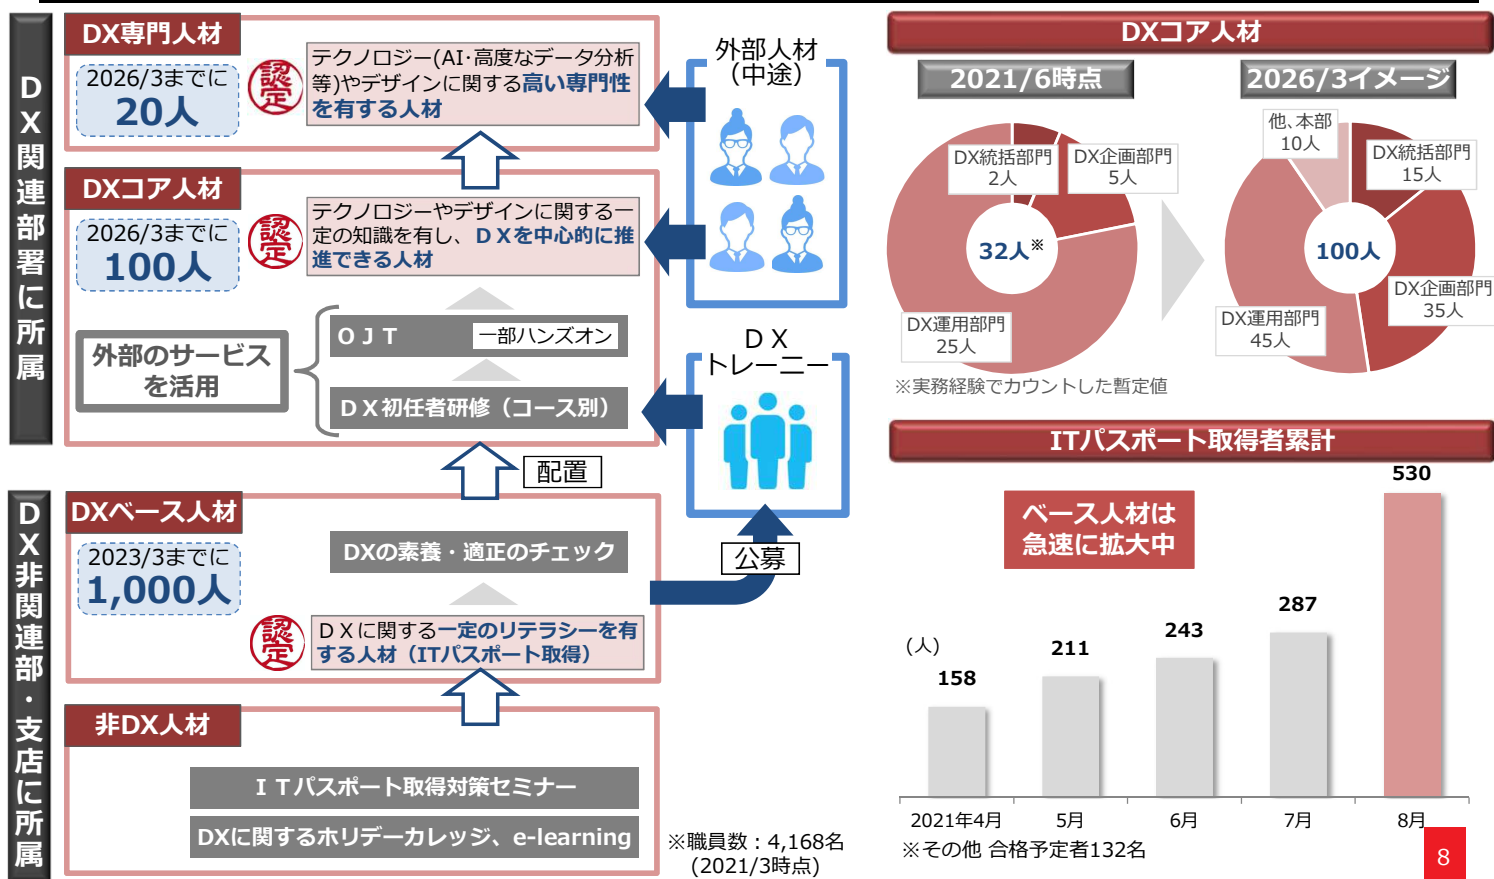 DX関連部署に所属
DX専門人材
2026/3までに
20人
認定
テクノロジー(AI・高度なデータ分析
等)やデザインに関する高い専門性
を有する人材
DXコア人材
2026/3までに
100人
認定
テクノロジーやデザインに関する一
定の知識を有し、ＤＸを中心的に推
進できる人材
外部のサービス
を活用
ＯＪＴ
一部ハンズオン
ＤＸ初任者研修（コース別）
外部人材
（中途）
ＤＸ
トレーニー
配置
公募
DX非関連部・支店に所属
DXベース人材
2023/3までに
1,000人
DXの素養・適正のチェック
認定
ＤＸに関する一定のリテラシーを有
する人材（ITパスポート取得）
非DX人材
ＩＴパスポート取得対策セミナー
DXに関するホリデーカレッジ、e-learning
※職員数：4,168名
(2021/3時点)
DXコア人材
2021/6時点
DX統括部門
2人
DX企画部門
5人
32人※
DX運用部門
25人
※実務経験でカウントした暫定値
2026/3イメージ
他、本部
10人
DX統括部門
15人
100人
DX企画部門
35人
DX運用部門
45人
ITパスポート取得者累計
ベース人材は
急速に拡大中
(人)
158
211
243
287
530
2021年4月
5月
6月
7月
8月
※その他 合格予定者132名
8